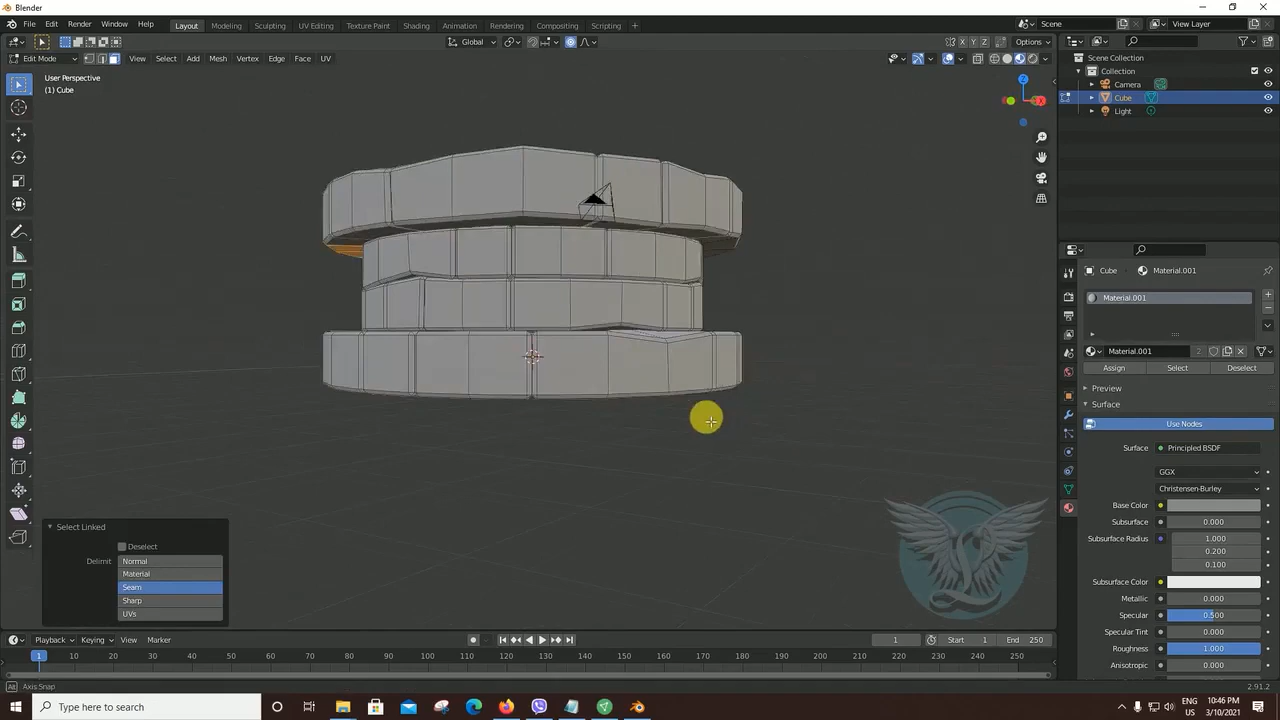 Blender
File Edit Render Window Help
Layout Modeling Sculpting UV Editing Texture Paint Shading Animation Rendering Compositing Scripting +
Scene View Layer
Global X Y Z Options
Edit Mode View Select Add Mesh Vertex Edge Face UV
User Perspective
(1) Cube
Z
X
Scene Collection
Collection
Camera
Cube
Light
Cube Material.001
Material.001
Material.001 2
Assign Select Deselect
Preview
Surface
Use Nodes
Surface Principled BSDF
GGX
Christensen-Burley
Base Color
Subsurface 0.000
Subsurface Radius 1.000
0.200
0.100
Subsurface Color
Metallic 0.000
Specular 0.500
Specular Tint 0.000
Roughness 1.000
Anisotropic 0.000
Select Linked
Deselect
Delimit Normal
Material
Seam
Sharp
UVs
Playback Keying View Marker 1 Start 1 End 250
1 10 20 30 40 50 60 70 80 90 100 110 120 130 140 150 160 170 180 190 200 210 220 230 240 250
Axis Snap 2.91.2
Type here to search
ENG 10:46 PM
US 3/10/2021